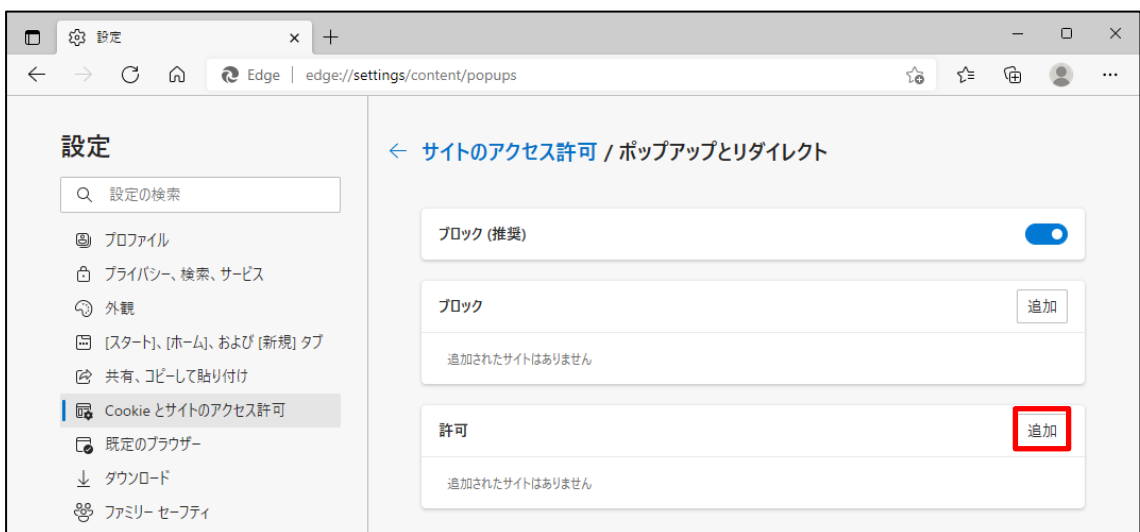 設定
Edge | edge://settings/content/popups
設定
設定の検索
プロファイル
プライバシー、検索、サービス
外観
[スタート]、[ホーム]、および [新規] タブ
共有、コピーして貼り付け
Cookie とサイトのアクセス許可
既定のブラウザー
ダウンロード
ファミリー セーフティ
サイトのアクセス許可 / ポップアップとリダイレクト
ブロック (推奨)
ブロック 追加
追加されたサイトはありません
許可 追加
追加されたサイトはありません